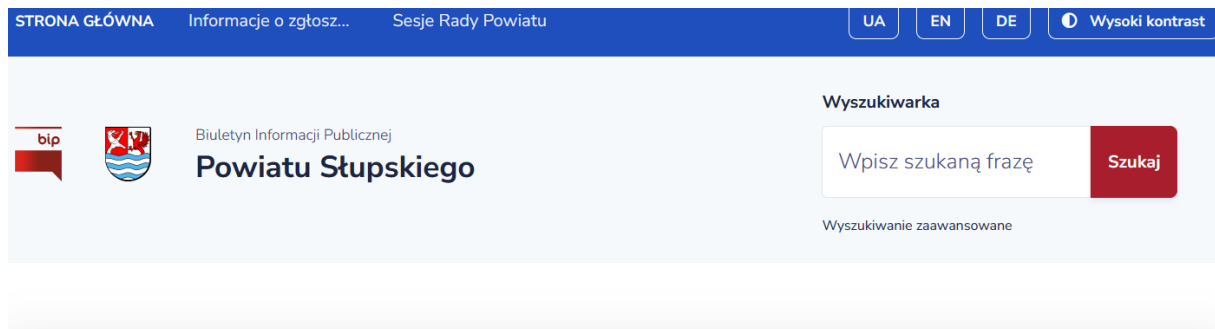 STRONA GŁÓWNA Informacje o zgłosz... Sesje Rady Powiatu UA EN DE Wysoki kontrast
Wyszukiwarka
bip
Biuletyn Informacji Publicznej
Powiatu Słupskiego
Wpisz szukaną frazę Szukaj
Wyszukiwanie zaawansowane